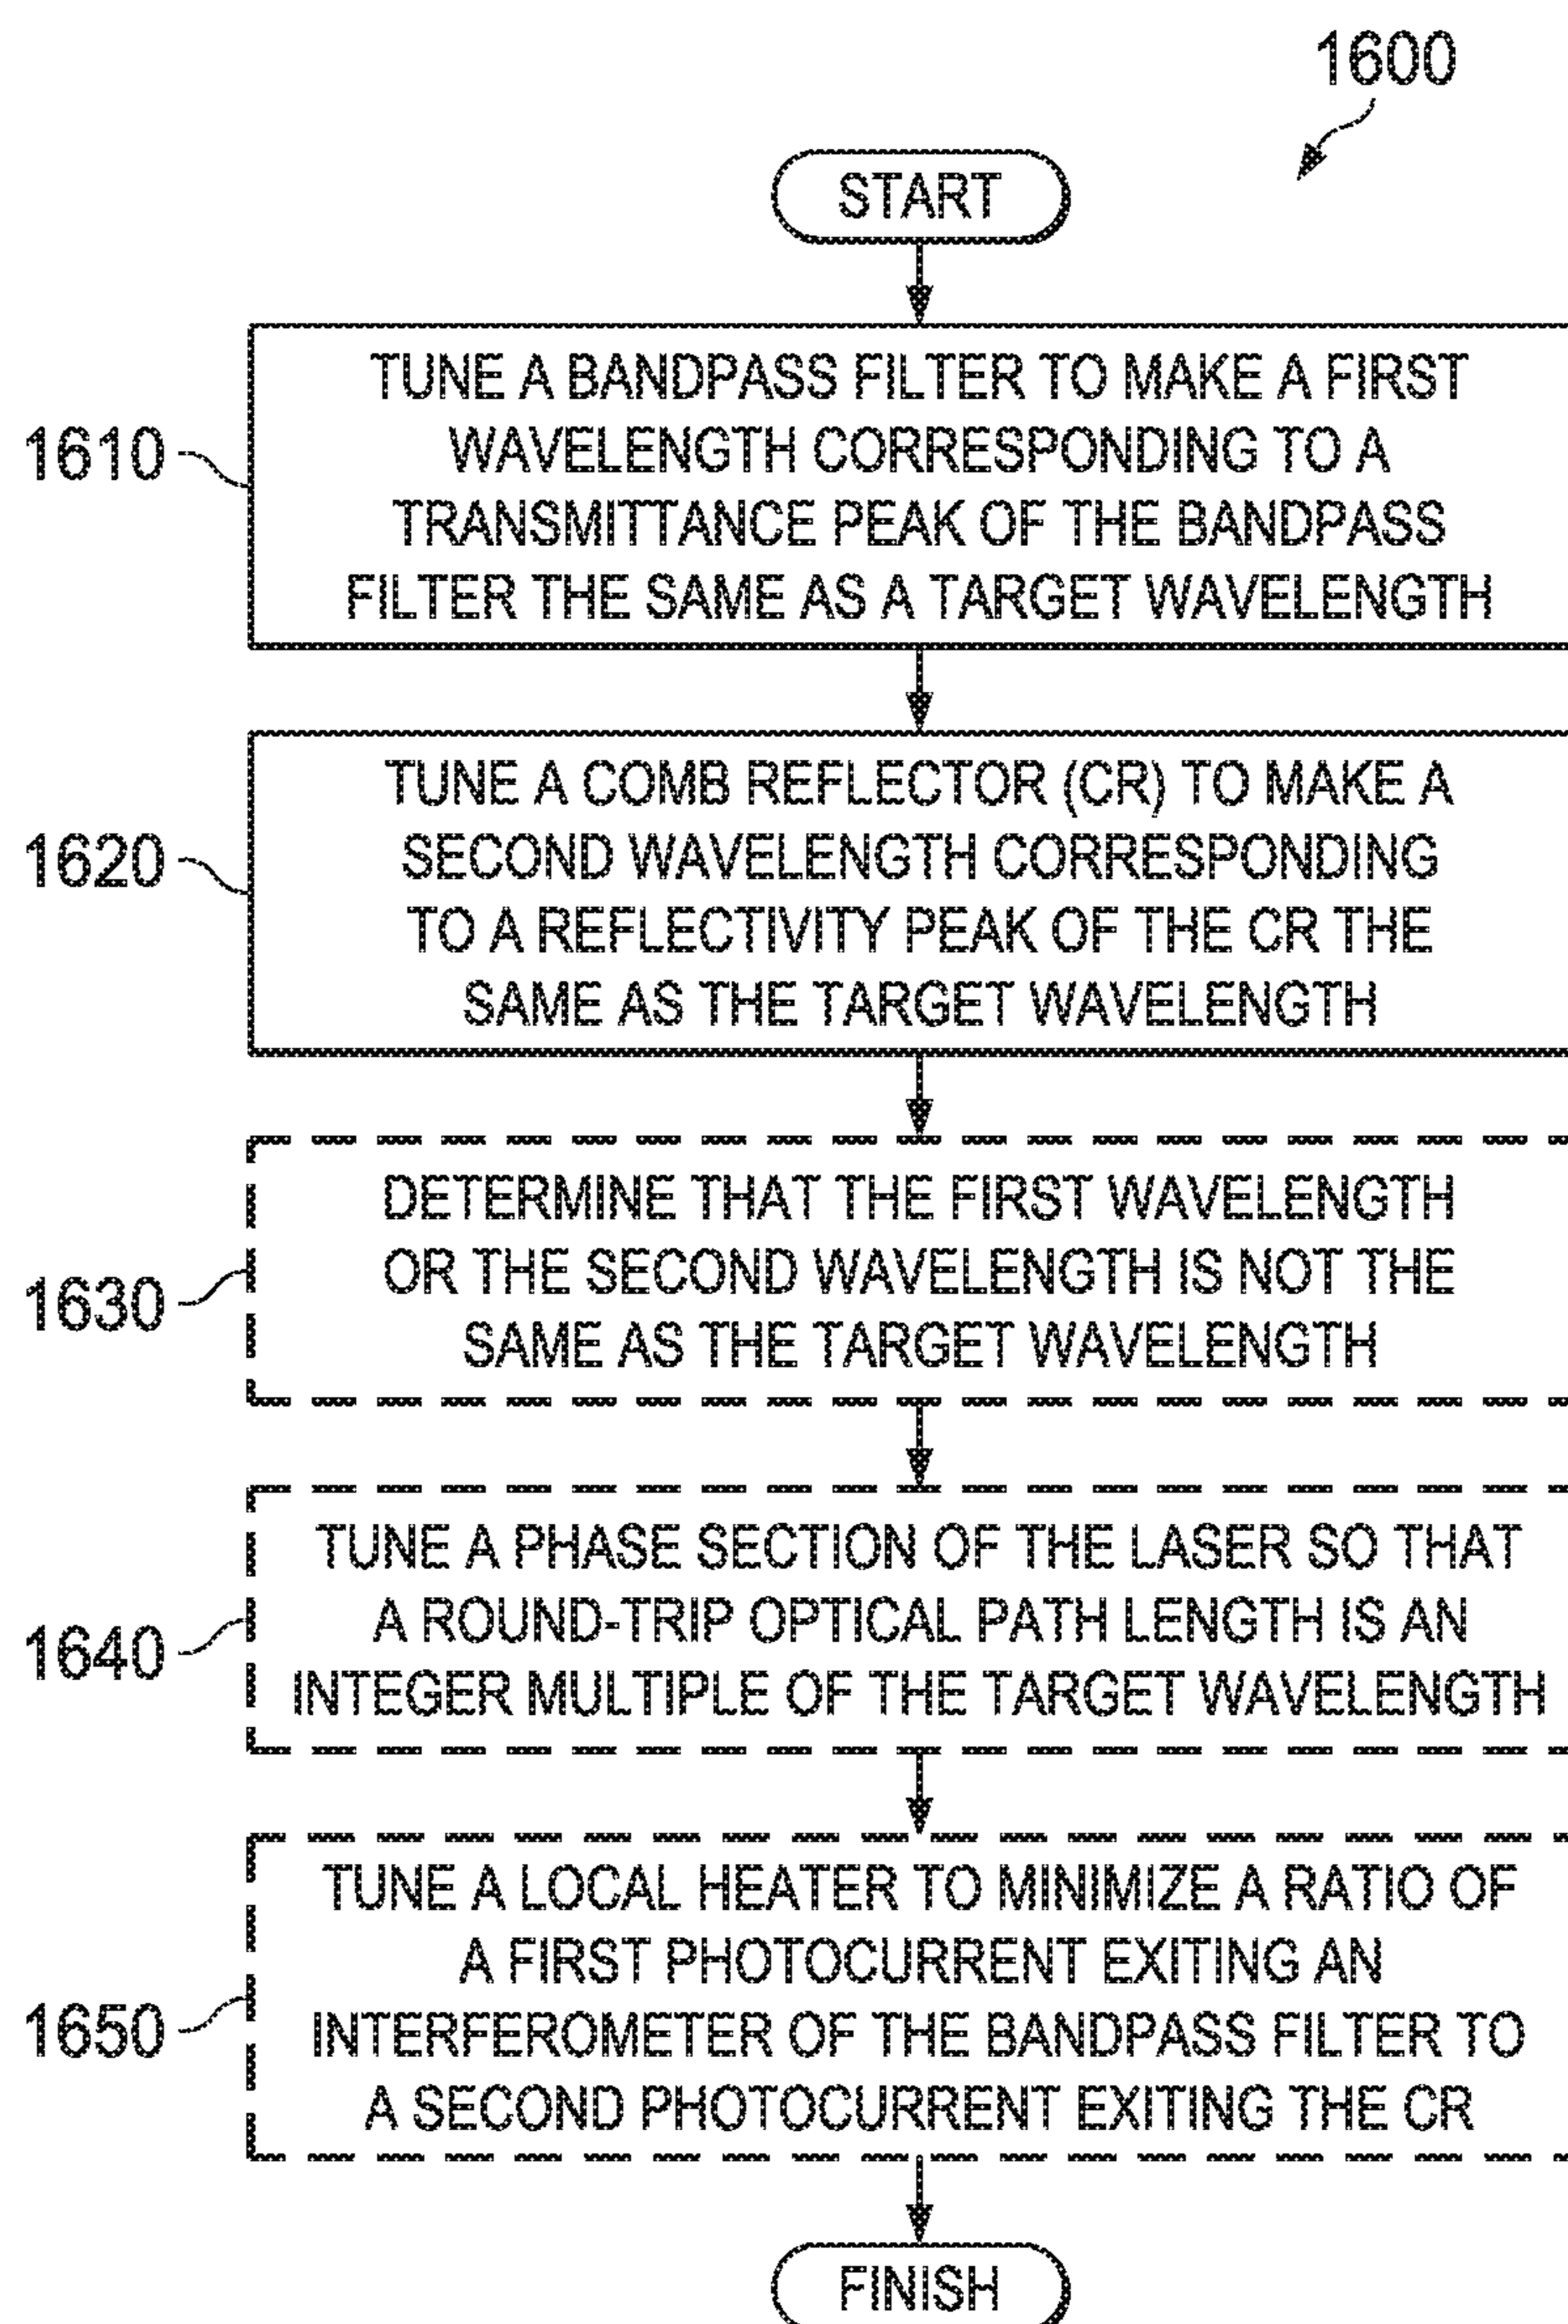 1600
START
1610
TUNE A BANDPASS FILTER TO MAKE A FIRST
WAVELENGTH CORRESPONDING TO A
TRANSMITTANCE PEAK OF THE BANDPASS
FILTER THE SAME AS A TARGET WAVELENGTH
1620
TUNE A COMB REFLECTOR (CR) TO MAKE A
SECOND WAVELENGTH CORRESPONDING
TO A REFLECTIVITY PEAK OF THE CR THE
SAME AS THE TARGET WAVELENGTH
1630
DETERMINE THAT THE FIRST WAVELENGTH
OR THE SECOND WAVELENGTH IS NOT THE
SAME AS THE TARGET WAVELENGTH
1640
TUNE A PHASE SECTION OF THE LASER SO THAT
A ROUND-TRIP OPTICAL PATH LENGTH IS AN
INTEGER MULTIPLE OF THE TARGET WAVELENGTH
1650
TUNE A LOCAL HEATER TO MINIMIZE A RATIO OF
A FIRST PHOTOCURRENT EXITING AN
INTERFEROMETER OF THE BANDPASS FILTER TO
A SECOND PHOTOCURRENT EXITING THE CR
FINISH